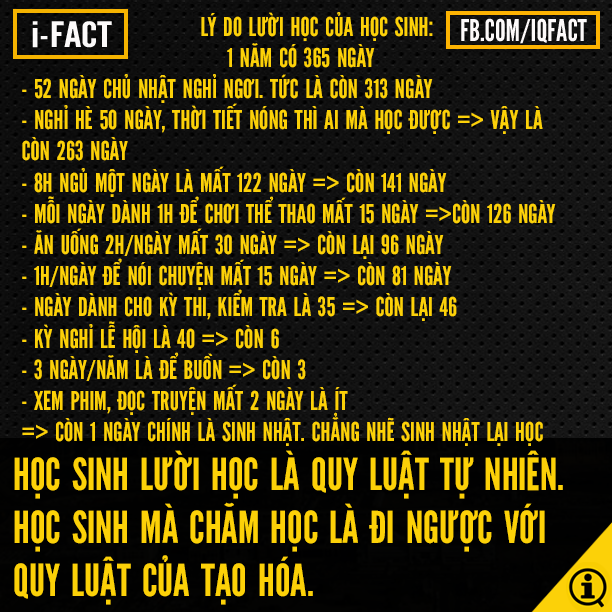 i-FACT
LÝ DO LƯỜI HỌC CỦA HỌC SINH:
FB.COM/IQFACT
1 NĂM CÓ 365 NGÀY
- 52 NGÀY CHỦ NHẬT NGHỈ NGƠI. TỨC LÀ CÒN 313 NGÀY
- NGHỈ HÈ 50 NGÀY, THỜI TIẾT NÓNG THÌ AI MÀ HỌC ĐƯỢC => VẬY LÀ
CÒN 263 NGÀY
- 8H NGỦ MỘT NGÀY LÀ MẤT 122 NGÀY => CÒN 141 NGÀY
- MỖI NGÀY DÀNH 1H ĐỂ CHƠI THỂ THAO MẤT 15 NGÀY =>CÒN 126 NGÀY
- ĂN UỐNG 2H/NGÀY MẤT 30 NGÀY => CÒN LẠI 96 NGÀY
- 1H/NGÀY ĐỂ NÓI CHUYỆN MẤT 15 NGÀY => CÒN 81 NGÀY
- NGÀY DÀNH CHO KỲ THI, KIỂM TRA LÀ 35 => CÒN LẠI 46
- KỲ NGHỈ LỄ HỘI LÀ 40 => CÒN 6
- 3 NGÀY/NĂM LÀ ĐỂ BUỒN => CÒN 3
- XEM PHIM, ĐỌC TRUYỆN MẤT 2 NGÀY LÀ ÍT
=> CÒN 1 NGÀY CHÍNH LÀ SINH NHẬT. CHẲNG NHẼ SINH NHẬT LẠI HỌC
HỌC SINH LƯỜI HỌC LÀ QUY LUẬT TỰ NHIÊN.
HỌC SINH MÀ CHĂM HỌC LÀ ĐI NGƯỢC VỚI
QUY LUẬT CỦA TẠO HÓA.
i